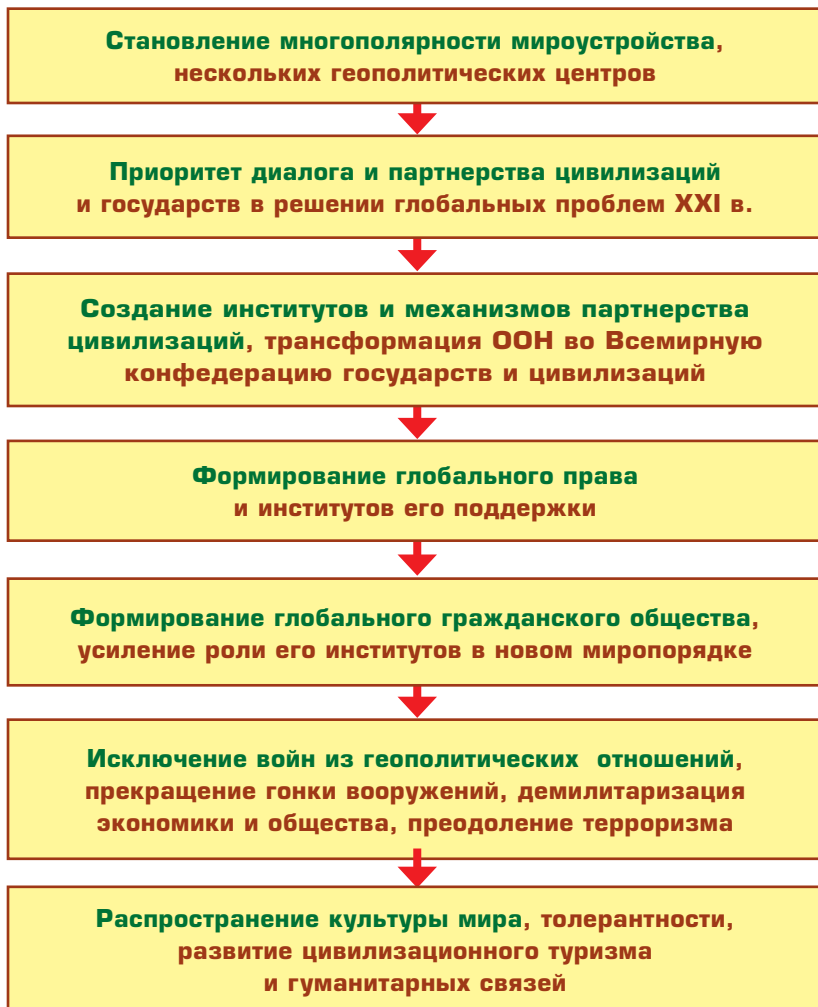 Становление многополярности мироустройства,
нескольких геополитических центров
Приоритет диалога и партнерства цивилизаций
и государств в решении глобальных проблем XXI в.
Создание институтов и механизмов партнерства
цивилизаций, трансформация ООН во Всемирную
конфедерацию государств и цивилизаций
Формирование глобального права
и институтов его поддержки
Формирование глобального гражданского общества,
усиление роли его институтов в новом миропорядке
Исключение войн из геополитических отношений,
прекращение гонки вооружений, демилитаризация
экономики и общества, преодоление терроризма
Распространение культуры мира, толерантности,
развитие цивилизационного туризма
и гуманитарных связей